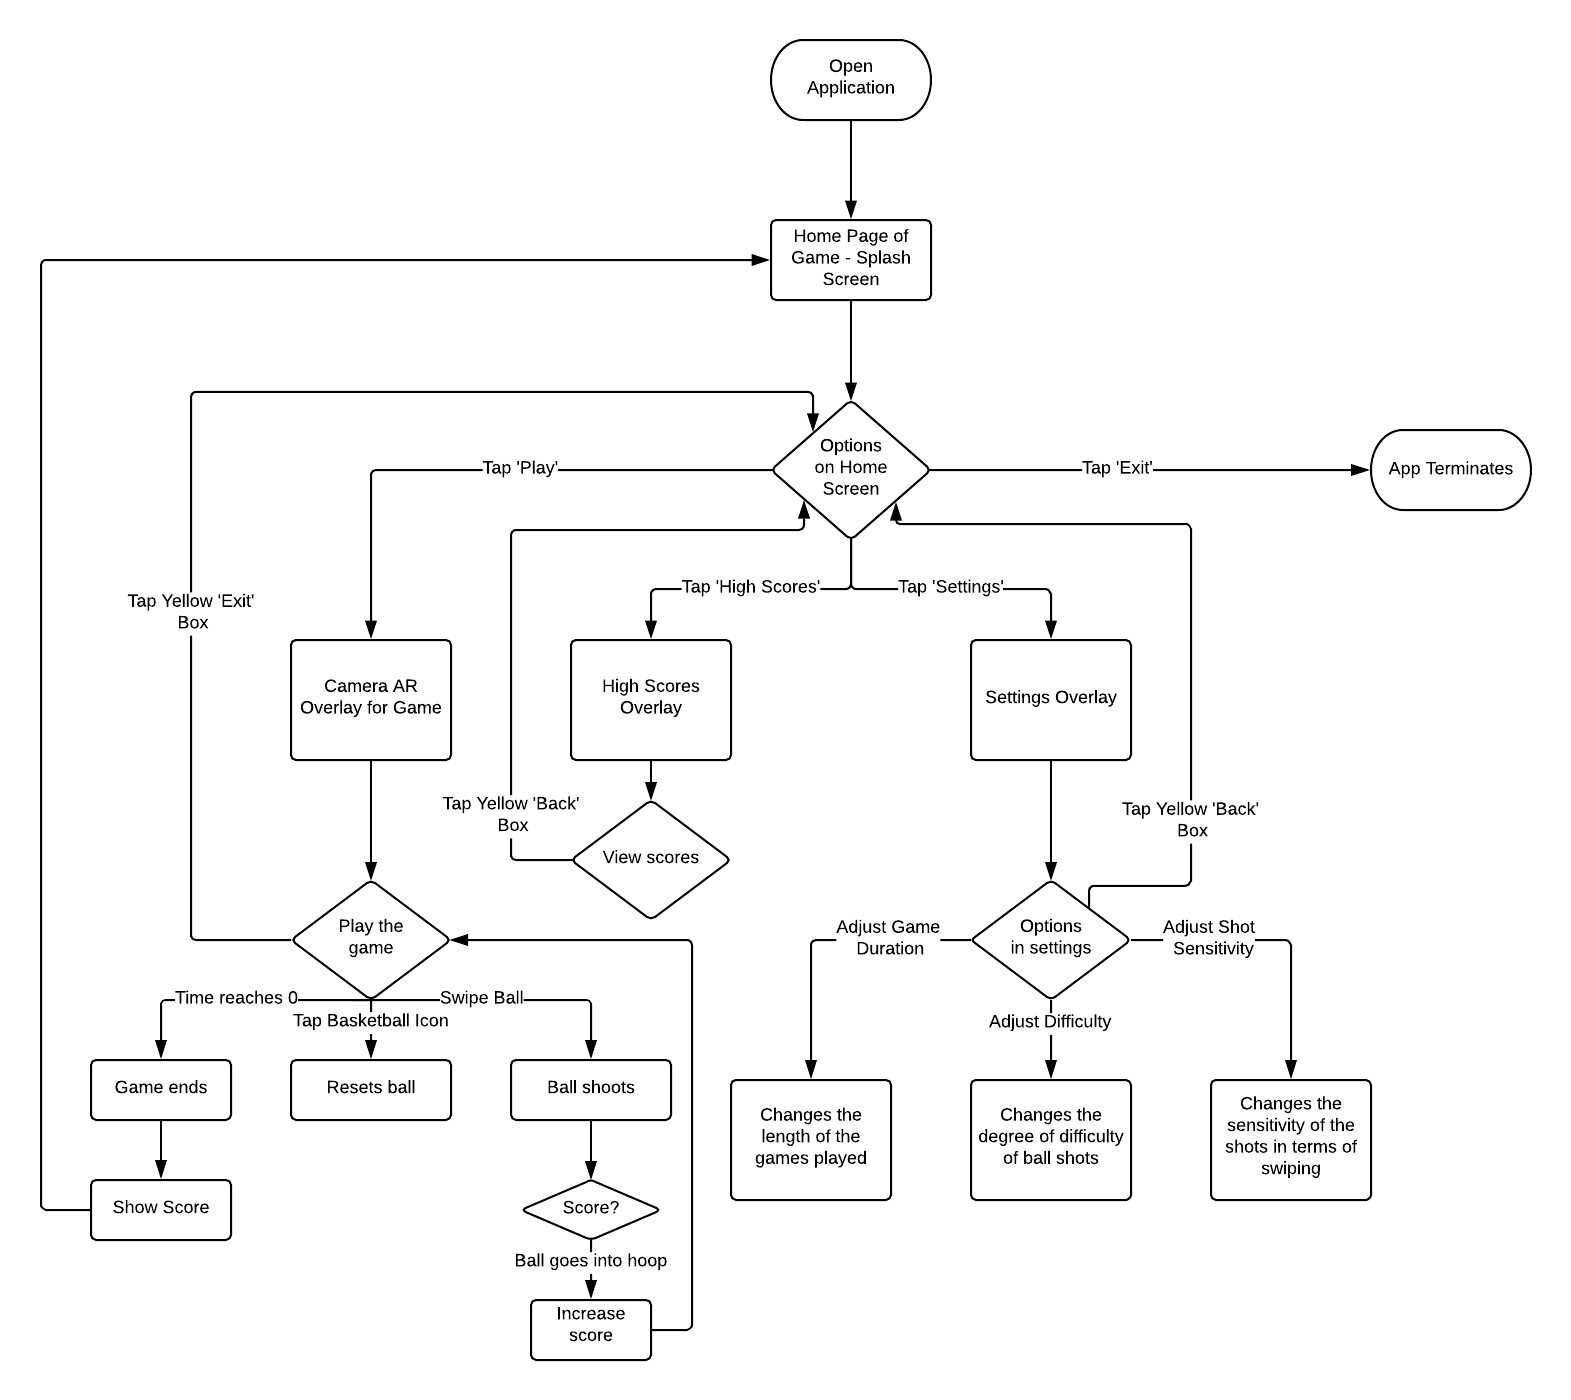 Open
Application
Home Page of
Game - Splash
Screen
Options
on Home
Screen
Tap 'Play'
Tap 'Exit'
App Terminates
Tap 'High Scores'
Tap 'Settings'
Tap Yellow 'Exit'
Box
Camera AR
Overlay for Game
High Scores
Overlay
Settings Overlay
Tap Yellow 'Back'
Box
View scores
Tap Yellow 'Back'
Box
Play the
game
Adjust Game
Duration
Options
in settings
Adjust Shot
Sensitivity
Time reaches 0
Swipe Ball
Tap Basketball Icon
Adjust Difficulty
Game ends
Resets ball
Ball shoots
Changes the
length of the
games played
Changes the
degree of difficulty
of ball shots
Changes the
sensitivity of the
shots in terms of
swiping
Show Score
Score?
Ball goes into hoop
Increase
score